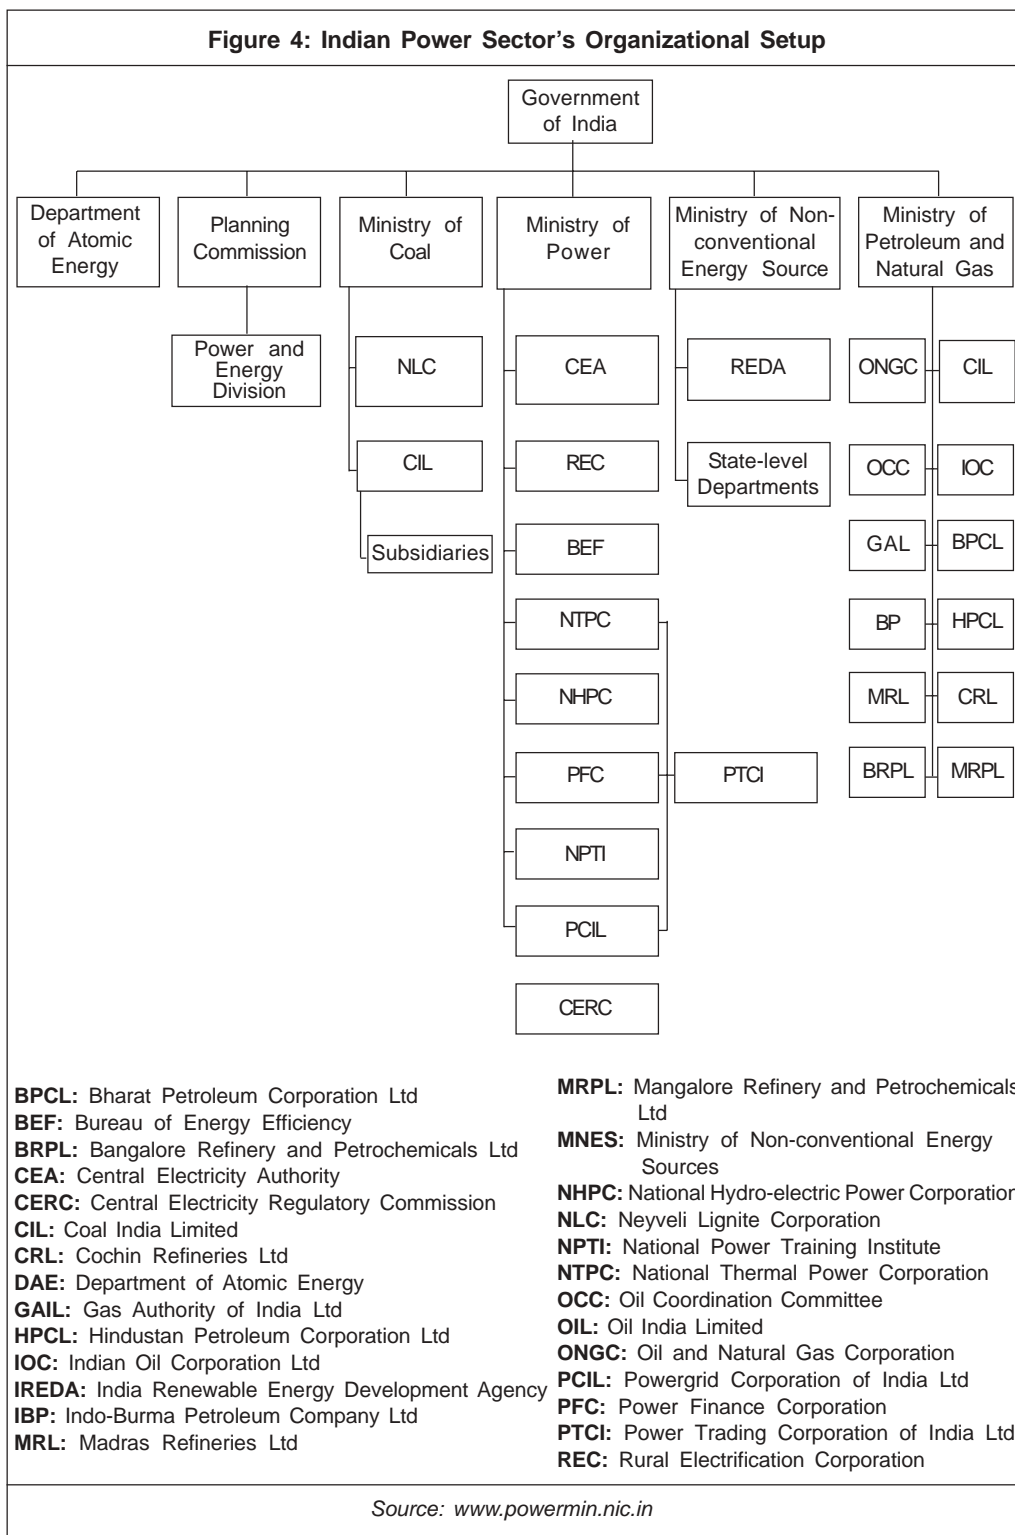 Figure 4: Indian Power Sector's Organizational Setup
Government
of India
Department
of Atomic
Energy
Planning
Commission
Ministry of
Coal
Ministry of
Power
Ministry of Non-
conventional
Energy Source
Ministry of
Petroleum and
Natural Gas
Power and
Energy
Division
NLC
CEA
REDA
ONGC
CIL
CIL
REC
State-level
Departments
OCC
IOC
Subsidiaries
BEF
GAL
BPCL
NTPC
BP
HPCL
NHPC
MRL
CRL
PFC
PTCI
BRPL
MRPL
NPTI
PCIL
CERC
BPCL: Bharat Petroleum Corporation Ltd
BEF: Bureau of Energy Efficiency
BRPL: Bangalore Refinery and Petrochemicals Ltd
CEA: Central Electricity Authority
CERC: Central Electricity Regulatory Commission
CIL: Coal India Limited
CRL: Cochin Refineries Ltd
DAE: Department of Atomic Energy
GAIL: Gas Authority of India Ltd
HPCL: Hindustan Petroleum Corporation Ltd
IOC: Indian Oil Corporation Ltd
IREDA: India Renewable Energy Development Agency
IBP: Indo-Burma Petroleum Company Ltd
MRL: Madras Refineries Ltd
MRPL: Mangalore Refinery and Petrochemicals
Ltd
MNES: Ministry of Non-conventional Energy
Sources
NHPC: National Hydro-electric Power Corporation
NLC: Neyveli Lignite Corporation
NPTI: National Power Training Institute
NTPC: National Thermal Power Corporation
OCC: Oil Coordination Committee
OIL: Oil India Limited
ONGC: Oil and Natural Gas Corporation
PCIL: Powergrid Corporation of India Ltd
PFC: Power Finance Corporation
PTCI: Power Trading Corporation of India Ltd
REC: Rural Electrification Corporation
Source: www.powermin.nic.in